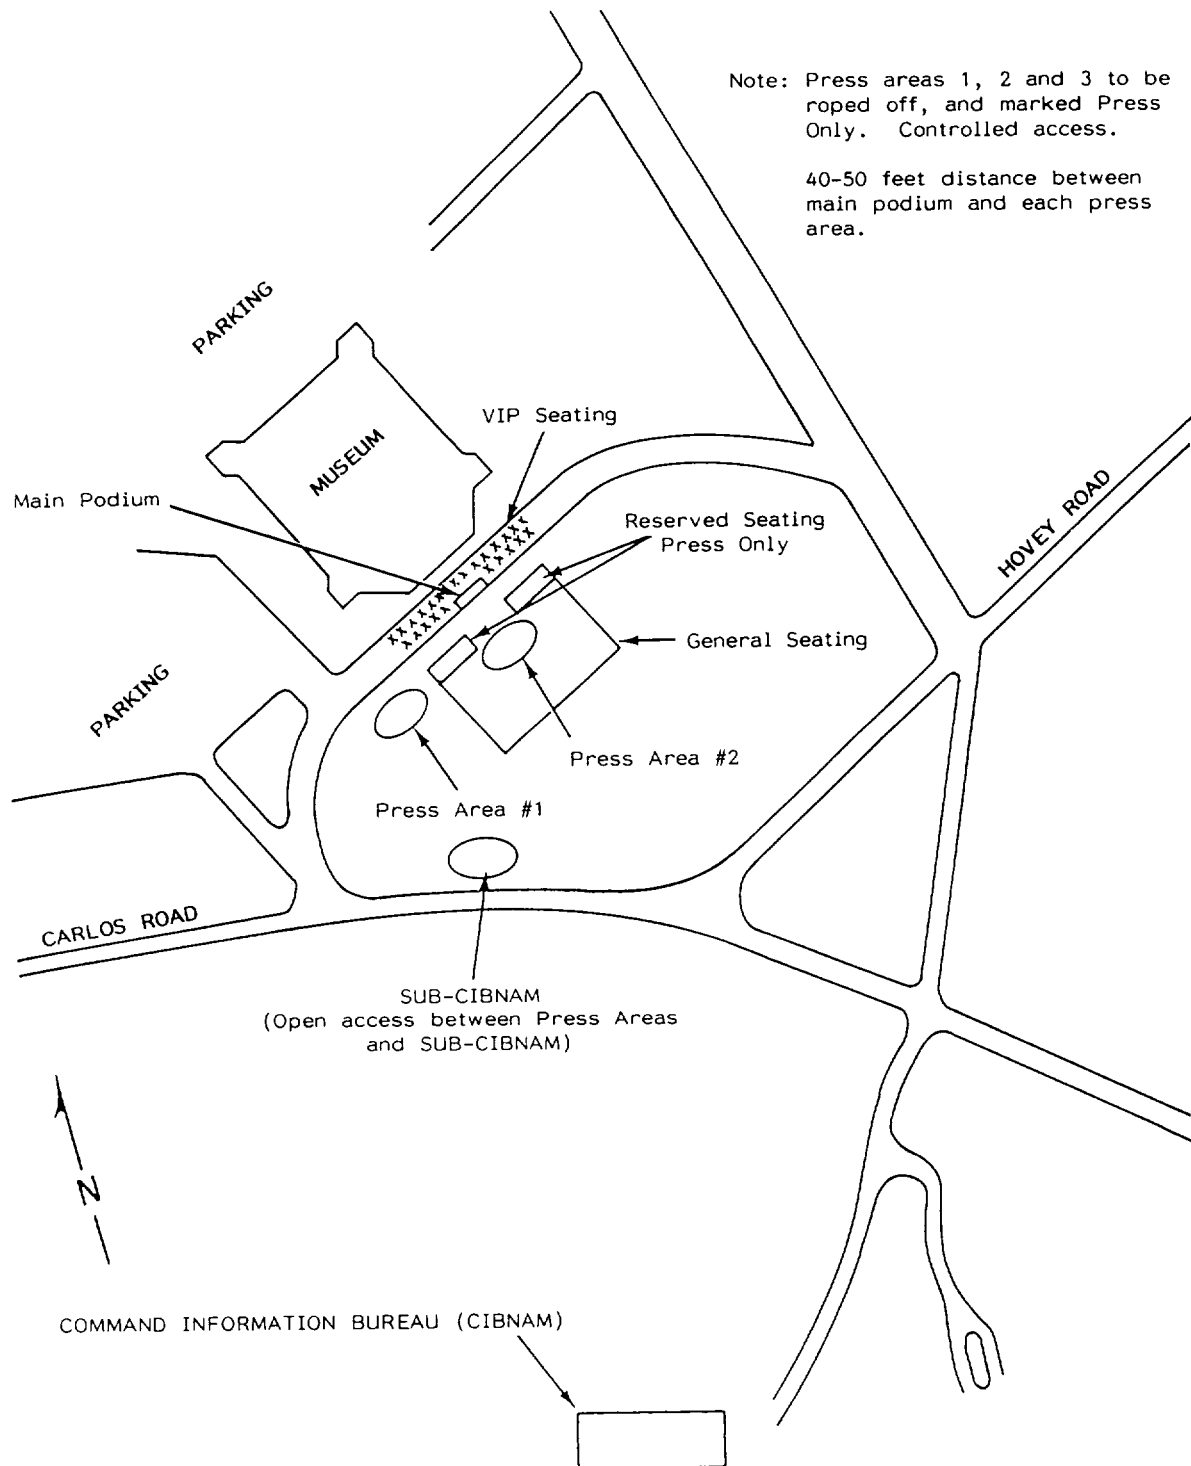 Note: Press areas 1, 2 and 3 to be
roped off, and marked Press
Only. Controlled access.
40-50 feet distance between
main podium and each press
area.
PARKING
MUSEUM
VIP Seating
Main Podium
Reserved Seating
Press Only
HOVEY ROAD
General Seating
PARKING
Press Area #2
Press Area #1
CARLOS ROAD
SUB-CIBNAM
(Open access between Press Areas
and SUB-CIBNAM)
N
COMMAND INFORMATION BUREAU (CIBNAM)